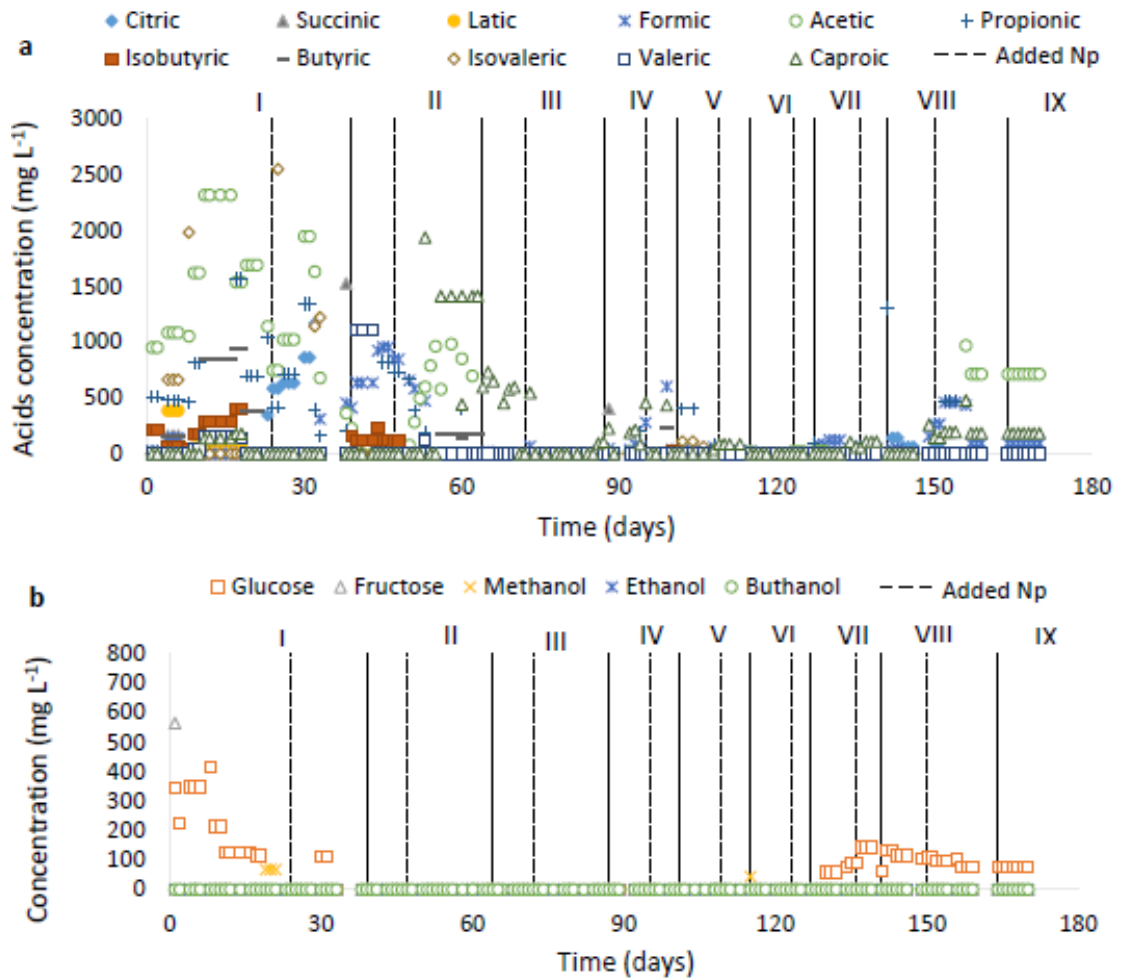 Citric Succinic Latic Formic Acetic Propionic
a
Isobutyric Butyric Isovaleric Valeric Caproic Added Np
I II III IV V VI VII VIII IX
3000
2500
2000
1500
1000
500
0
Acids concentration (mg L⁻¹)
0 30 60 90 120 150 180
Time (days)
b
Glucose Fructose Methanol Ethanol Buthanol Added Np
I II III IV V VI VII VIII IX
800
700
600
500
400
300
200
100
0
Concentration (mg L⁻¹)
0 30 60 90 120 150 180
Time (days)